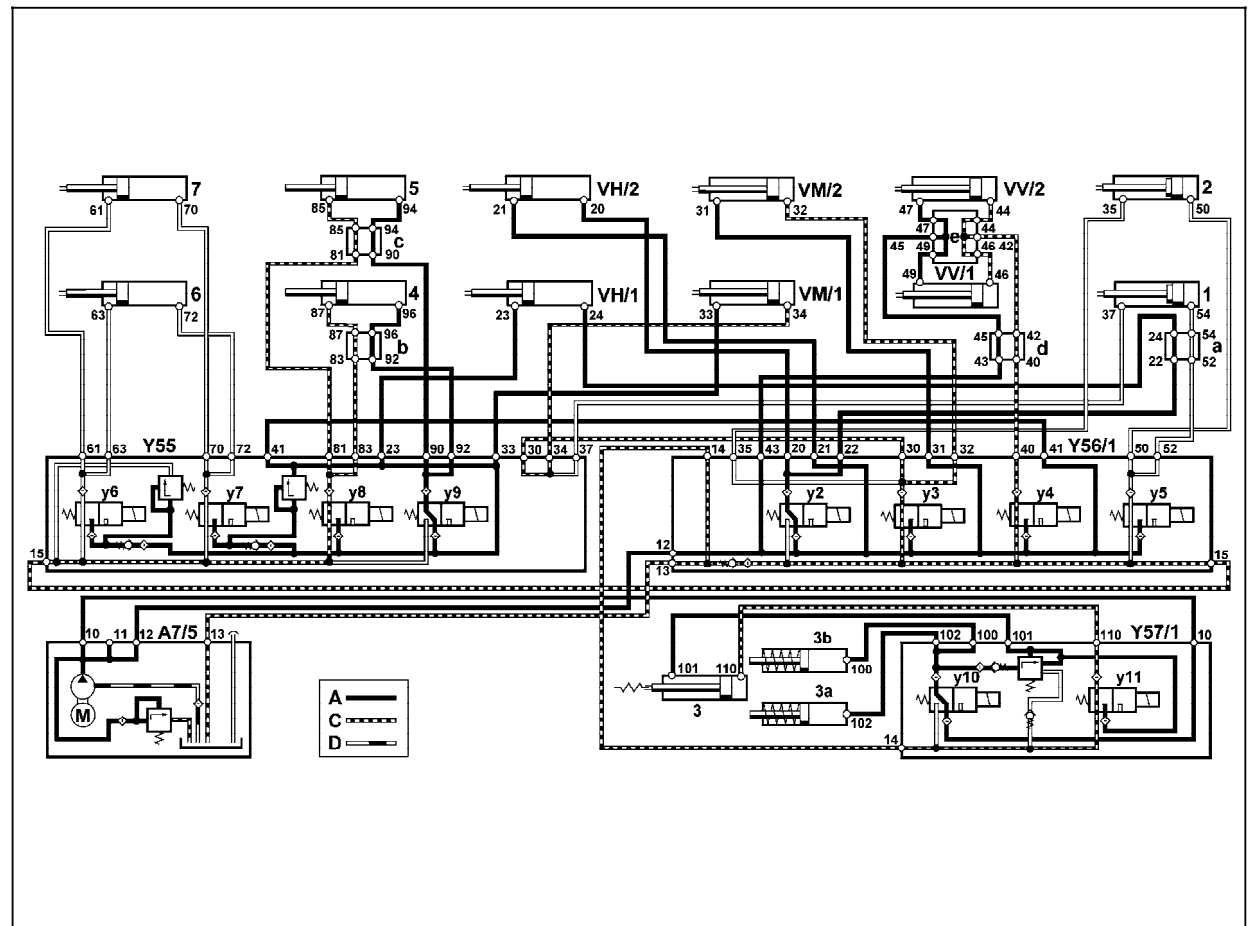 7 5 VH/2 VM/2 VV/2 2
61 70 85 94 21 20 31 32 47 44 35 50
85 94 47 44
c e
81 90 45 49 46 42
VV/1
49 46
6 4 VH/1 VM/1 1
63 72 87 96 23 24 33 34 37 54
87 96 45 42 24 54
b d a
83 92 43 40 22 52
61 63 Y55 70 72 41 81 83 23 90 92 33 30 34 37 14 35 43 20 21 22 30 31 32 40 41 Y56/1 50 52
y6 y7 y8 y9 y2 y3 y4 y5
15 12 13 15
10 11 12 A7/5 13 102 100 101 110 Y57/1 10
3b
101 110 100
y10 y11
M
3 3a
102
14
A
C
D